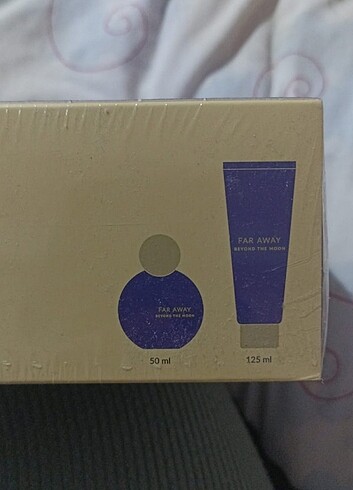 FAR AWAY
BEYOND THE MOON
50 ml
FAR AWAY
BEYOND THE MOON
125 ml